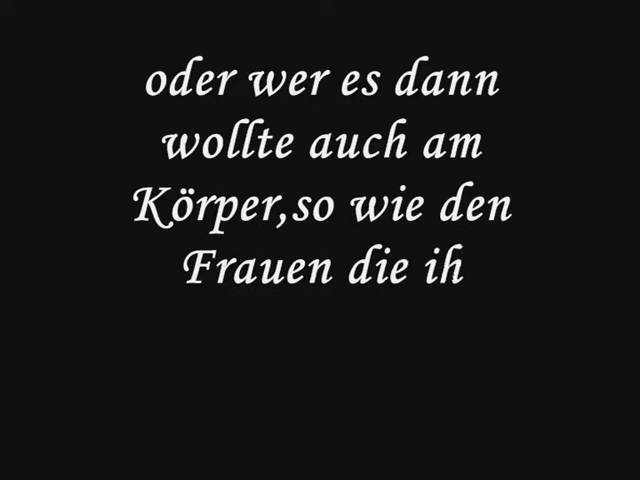 oder wer es dann
wollte auch am
Körper,so wie den
Frauen die ih